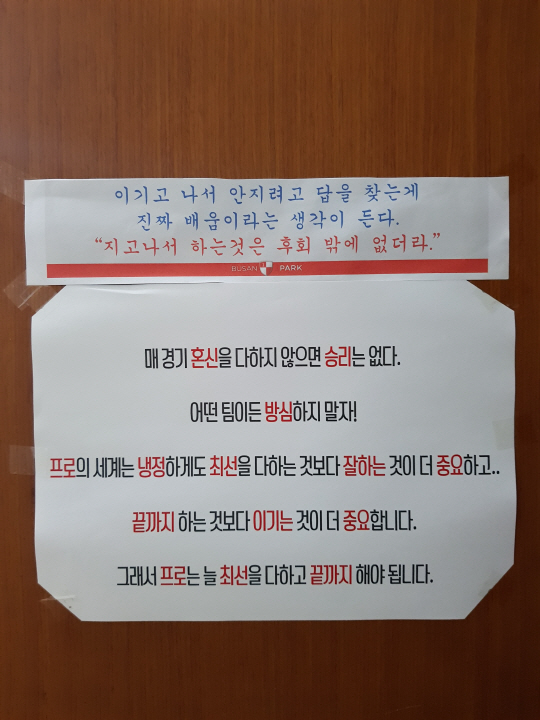 이기고 나서 안지려고 답을 찾는게
진짜 배움이라는 생각이 든다.
“지고나서 하는것은 후회 밖에 없더라.”
BUSAN PARK
매 경기 혼신을 다하지 않으면 승리는 없다.
어떤 팀이든 방심하지 말자!
프로의 세계는 냉정하게도 최선을 다하는 것보다 잘하는 것이 더 중요하고..
끝까지 하는 것보다 이기는 것이 더 중요합니다.
그래서 프로는 늘 최선을 다하고 끝까지 해야 됩니다.